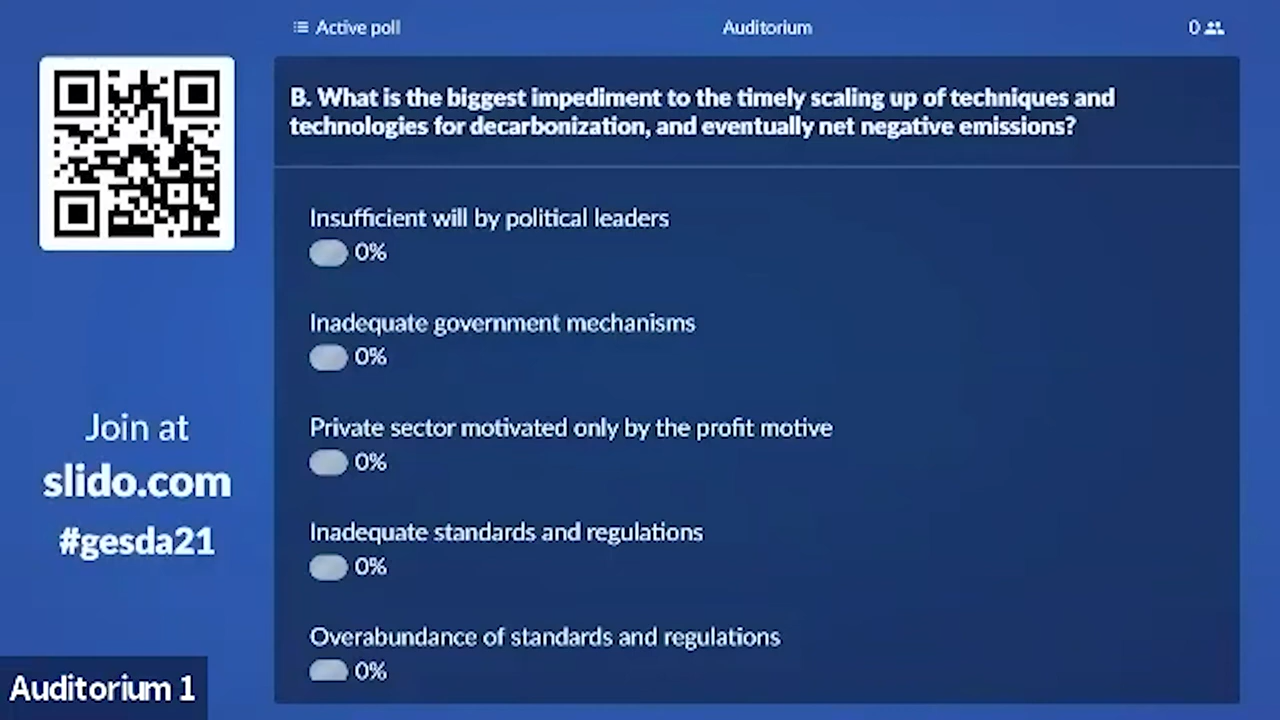 Active poll
Auditorium
0
B. What is the biggest impediment to the timely scaling up of techniques and
technologies for decarbonization, and eventually net negative emissions?
Insufficient will by political leaders
0%
Inadequate government mechanisms
0%
Private sector motivated only by the profit motive
0%
Inadequate standards and regulations
0%
Overabundance of standards and regulations
0%
Join at
slido.com
#gesda21
Auditorium 1